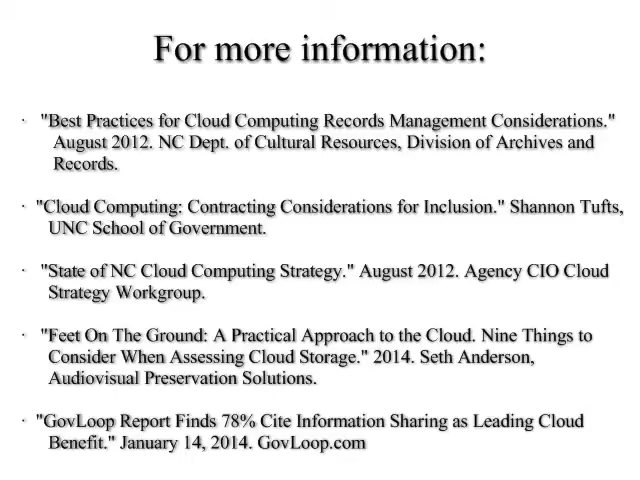 For more information:
· "Best Practices for Cloud Computing Records Management Considerations."
August 2012. NC Dept. of Cultural Resources, Division of Archives and
Records.
· "Cloud Computing: Contracting Considerations for Inclusion." Shannon Tufts,
UNC School of Government.
· "State of NC Cloud Computing Strategy." August 2012. Agency CIO Cloud
Strategy Workgroup.
· "Feet On The Ground: A Practical Approach to the Cloud. Nine Things to
Consider When Assessing Cloud Storage." 2014. Seth Anderson,
Audiovisual Preservation Solutions.
· "GovLoop Report Finds 78% Cite Information Sharing as Leading Cloud
Benefit." January 14, 2014. GovLoop.com